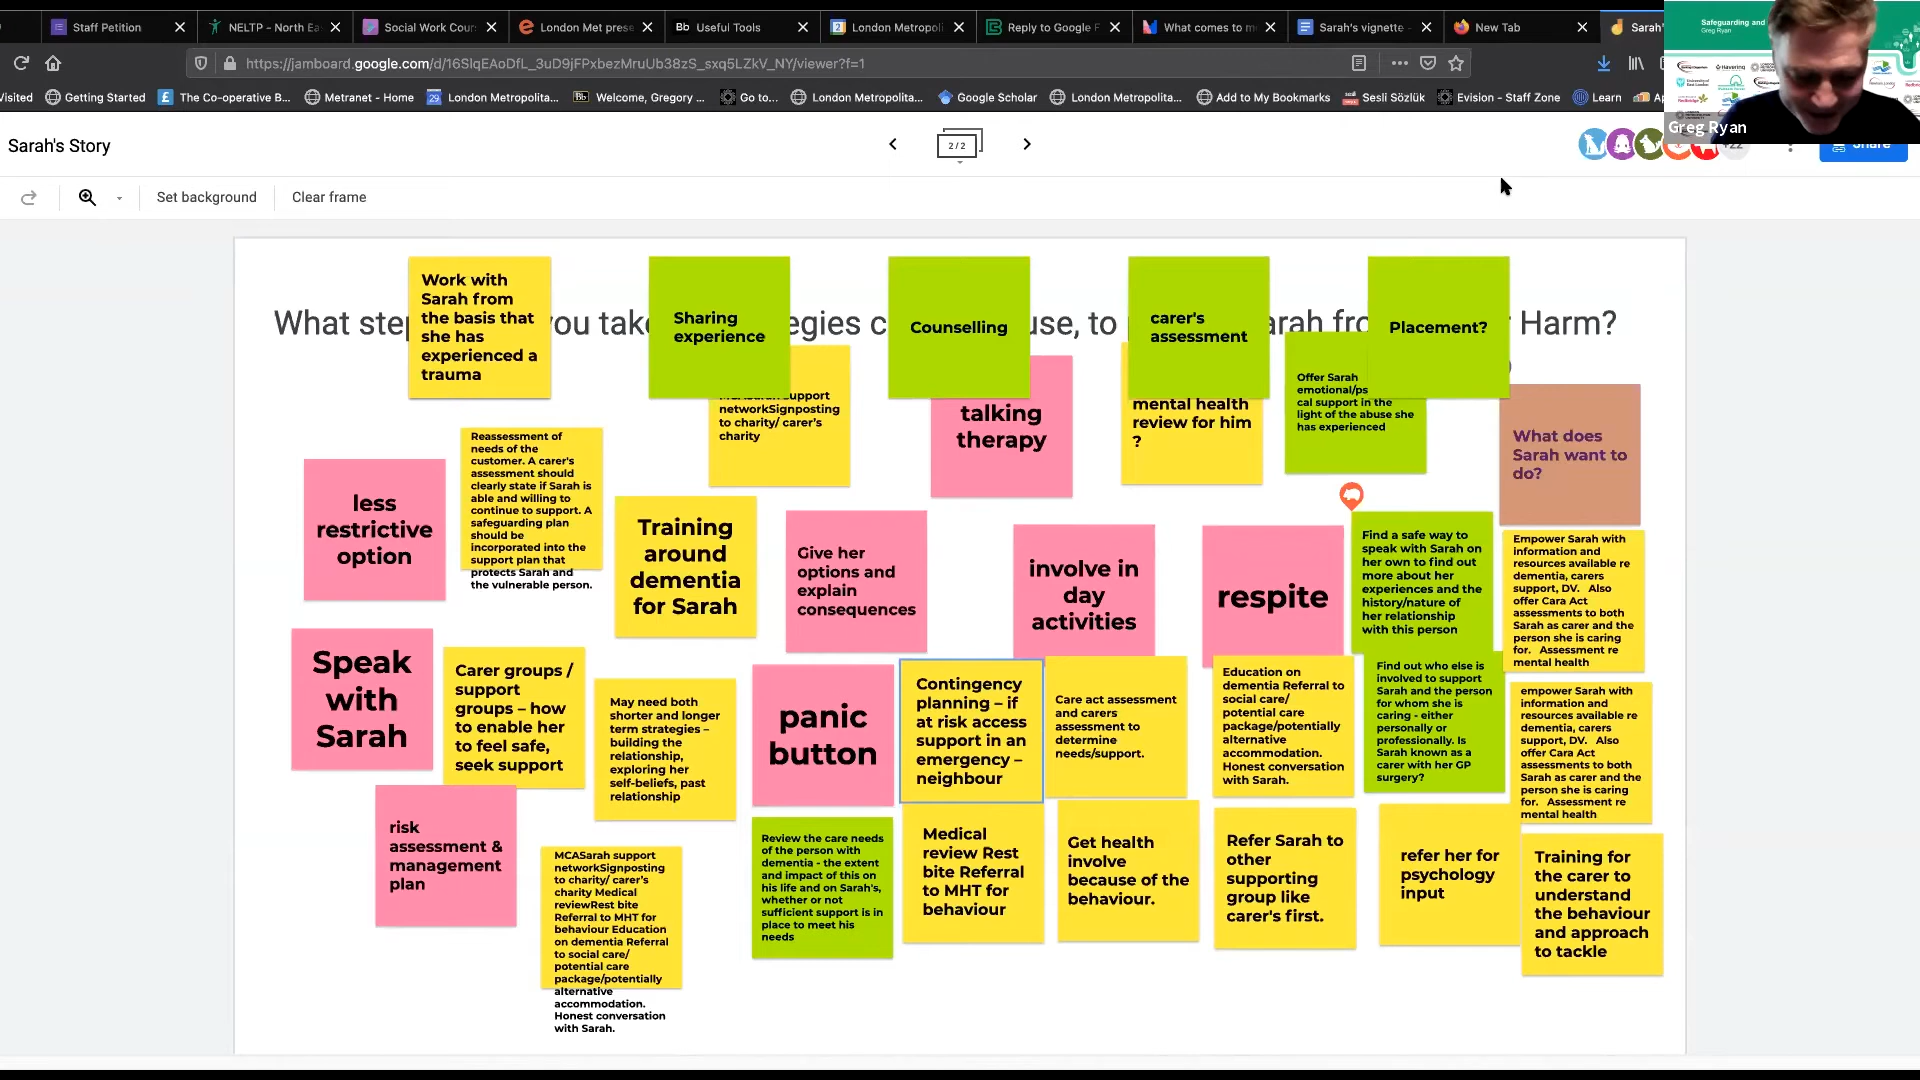 Staff Petition
NELTP - North Ea
Social Work Cour
London Met prese
Bb Useful Tools
London Metropoli
Reply to Google F
What comes to m
Sarah's vignette -
New Tab
Sarah'
https://jamboard.google.com/d/16SlqEAoDfL_3uD9jFPxbezMruUb38zS_sxq5LZkV_NY/viewer?f=1
Visited
Getting Started
The Co-operative B...
Metranet - Home
London Metropolita...
Welcome, Gregory ...
Go to...
London Metropolita...
Google Scholar
London Metropolita...
Add to My Bookmarks
Sesli Sözlük
Evision - Staff Zone
Learn
Ap
Safeguarding and
Greg Ryan
Greg Ryan
Sarah's Story
2 / 2
+22
Share
Set background
Clear frame
What ste
you take
egies c
use, to
arah fro
Harm?
Work with
Sarah from
the basis that
she has
experienced a
trauma
Sharing
experience
Counselling
carer's
assessment
Placement?
support
networkSignposting
to charity/ carer's
charity
talking
therapy
mental health
review for him
?
Offer Sarah
emotional/ps
cal support in the
light of the abuse she
has experienced
What does
Sarah want to
do?
less
restrictive
option
Reassessment of
needs of the
customer. A carer's
assessment should
clearly state if Sarah is
able and willing to
continue to support. A
safeguarding plan
should be
incorporated into the
support plan that
protects Sarah and
the vulnerable person.
Training
around
dementia
for Sarah
Give her
options and
explain
consequences
involve in
day
activities
respite
Find a safe way to
speak with Sarah on
her own to find out
more about her
experiences and the
history/nature of
her relationship
with this person
Empower Sarah with
information and
resources available re
dementia, carers
support, DV. Also
offer Cara Act
assessments to both
Sarah as carer and the
person she is caring
for. Assessment re
mental health
Speak
with
Sarah
Carer groups /
support
groups – how
to enable her
to feel safe,
seek support
May need both
shorter and longer
term strategies –
building the
relationship,
exploring her
self-beliefs, past
relationship
panic
button
Contingency
planning – if
at risk access
support in an
emergency –
neighbour
Care act assessment
and carers
assessment to
determine
needs/support.
Education on
dementia Referral to
social care/
potential care
package/potentially
alternative
accommodation.
Honest conversation
with Sarah.
Find out who else is
involved to support
Sarah and the person
for whom she is
caring - either
personally or
professionally. Is
Sarah known as a
carer with her GP
surgery?
empower Sarah with
information and
resources available re
dementia, carers
support, DV. Also
offer Cara Act
assessments to both
Sarah as carer and the
person she is caring
for. Assessment re
mental health
risk
assessment &
management
plan
MCASarah support
networkSignposting
to charity/ carer's
charity Medical
reviewRest bite
Referral to MHT for
behaviour Education
on dementia Referral
to social care/
potential care
package/potentially
alternative
accommodation.
Honest conversation
with Sarah.
Review the care needs
of the person with
dementia - the extent
and impact of this on
his life and on Sarah's,
whether or not
sufficient support is in
place to meet his
needs
Medical
review Rest
bite Referral
to MHT for
behaviour
Get health
involve
because of the
behaviour.
Refer Sarah to
other
supporting
group like
carer's first.
refer her for
psychology
input
Training for
the carer to
understand
the behaviour
and approach
to tackle